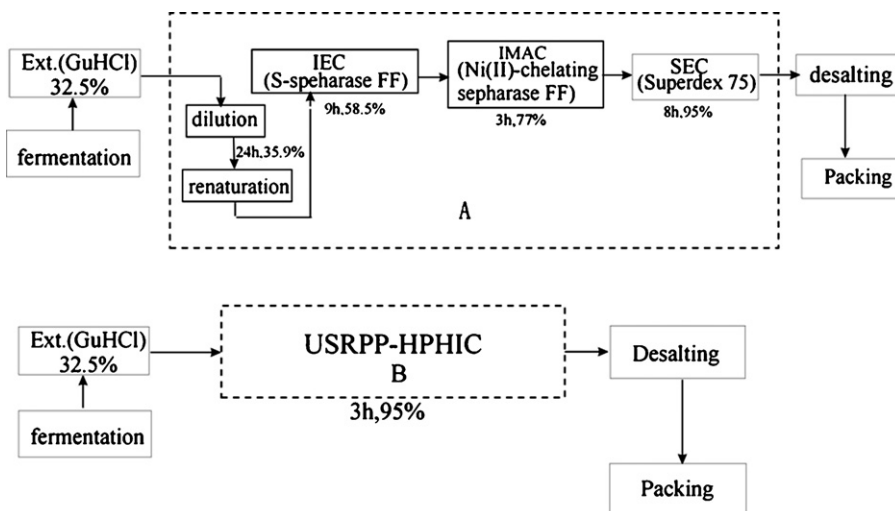 Ext.(GuHCl)
32.5%
fermentation
dilution
24h,35.9%
renaturation
IEC
(S-speharase FF)
9h,58.5%
IMAC
(Ni(II)-chelating
sepharase FF)
3h,77%
SEC
(Superdex 75)
8h,95%
desalting
Packing
A
Ext.(GuHCl)
32.5%
fermentation
USRPP-HPHIC
B
3h,95%
Desalting
Packing